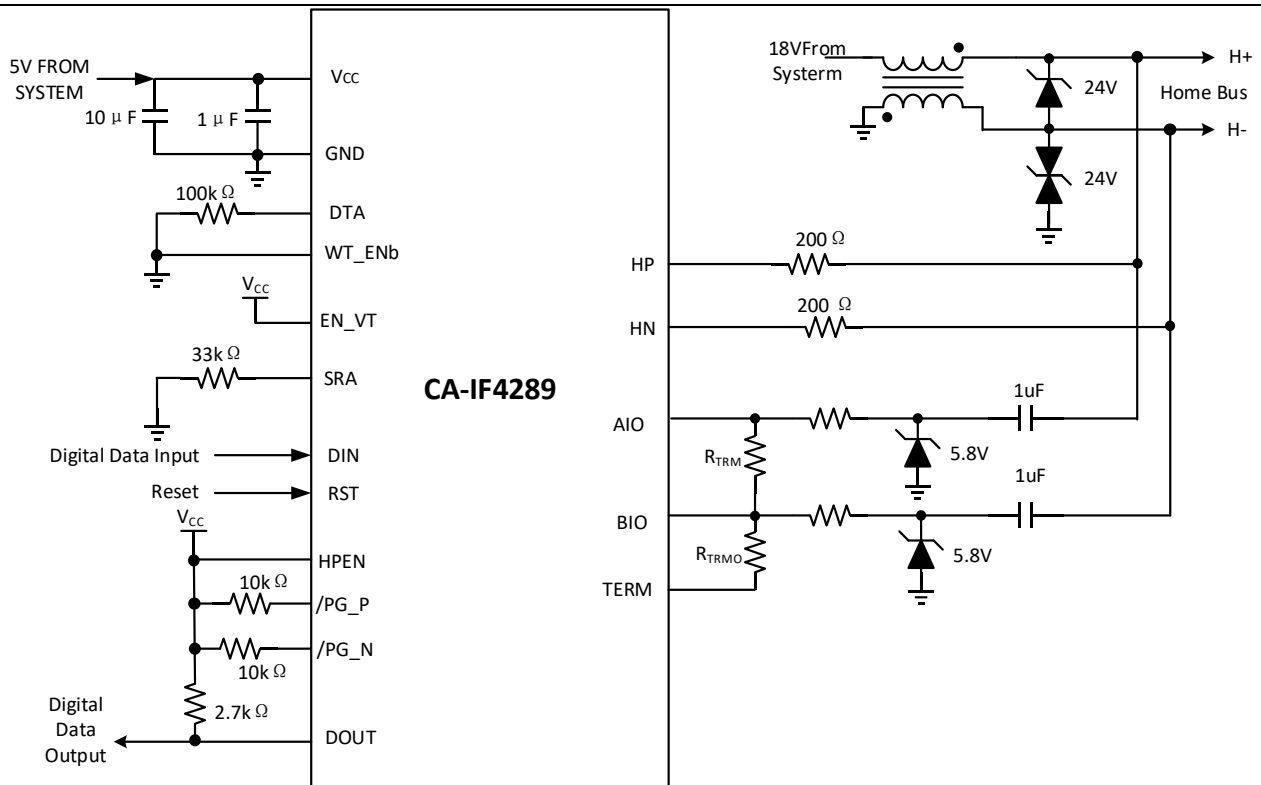 5V FROM
SYSTEM
10 μF
1 μF
VCC
GND
100k Ω
DTA
WT_ENb
VCC
EN_VT
33k Ω
SRA
Digital Data Input
DIN
Reset
RST
VCC
HPEN
10k Ω
/PG_P
/PG_N
10k Ω
2.7k Ω
Digital
Data
Output
DOUT
CA-IF4289
18VFrom
Systerm
24V
H+
Home Bus
H-
24V
HP
200 Ω
HN
200 Ω
AIO
1uF
RTRM
5.8V
1uF
BIO
RTRMO
5.8V
TERM